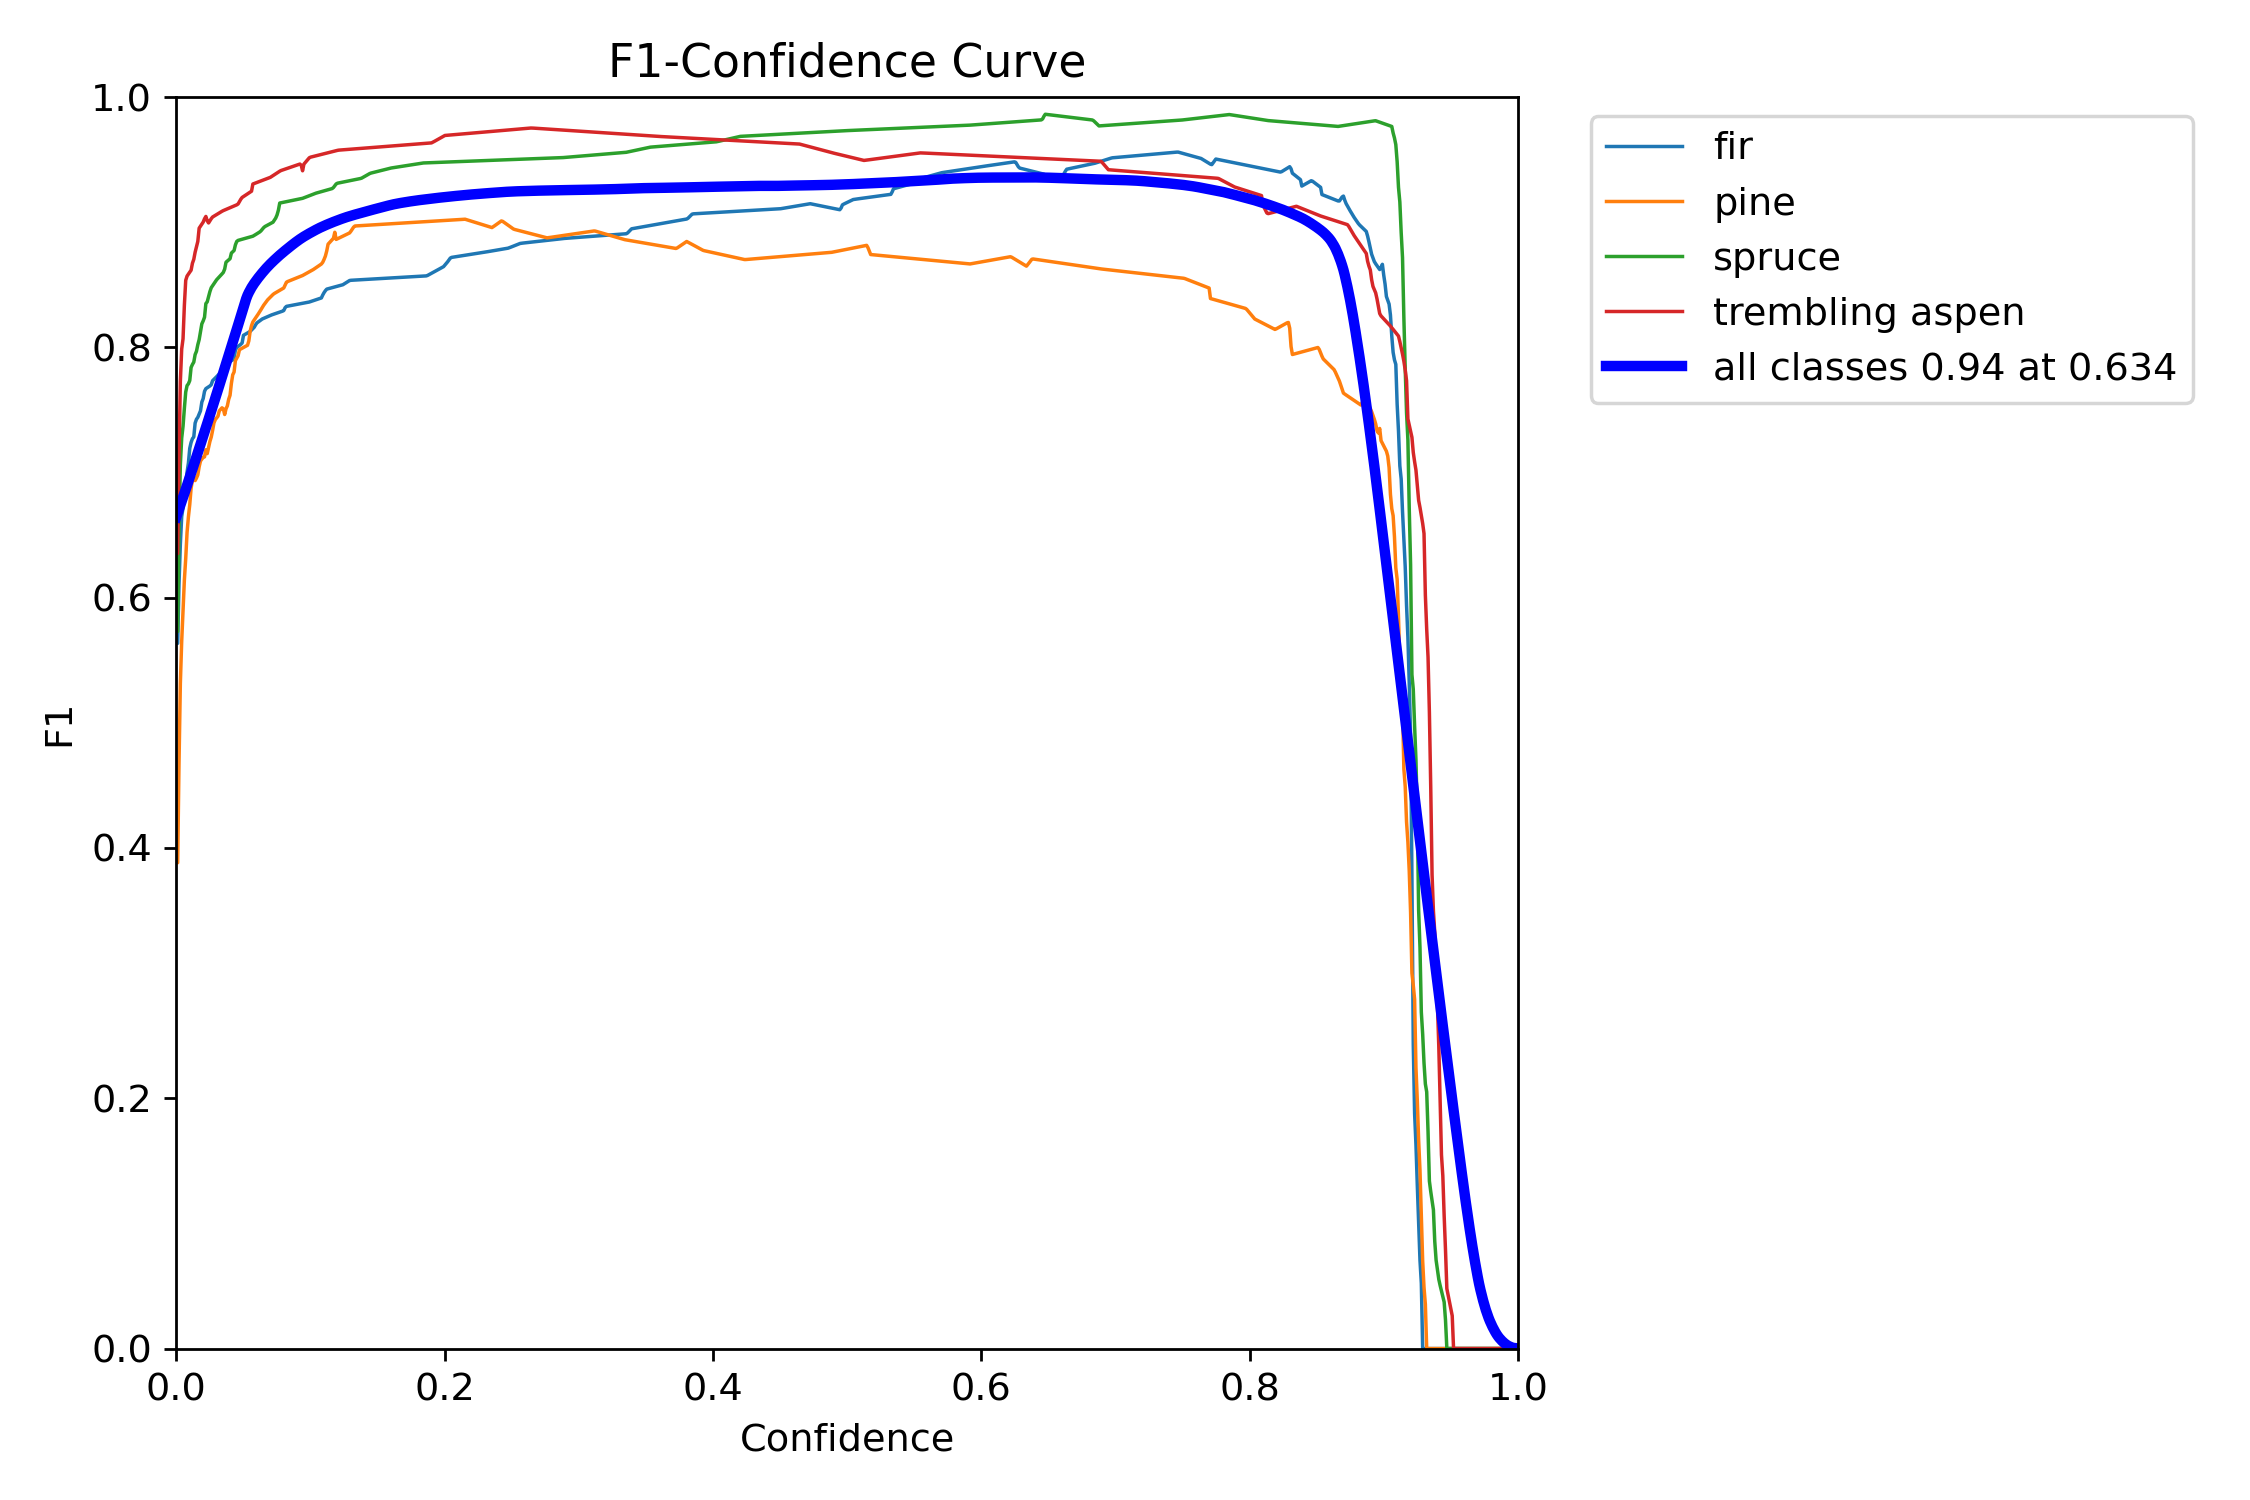 F1-Confidence Curve
1.0
0.8
0.6
0.4
0.2
0.0
F1
0.0 0.2 0.4 0.6 0.8 1.0
Confidence
fir
pine
spruce
trembling aspen
all classes 0.94 at 0.634